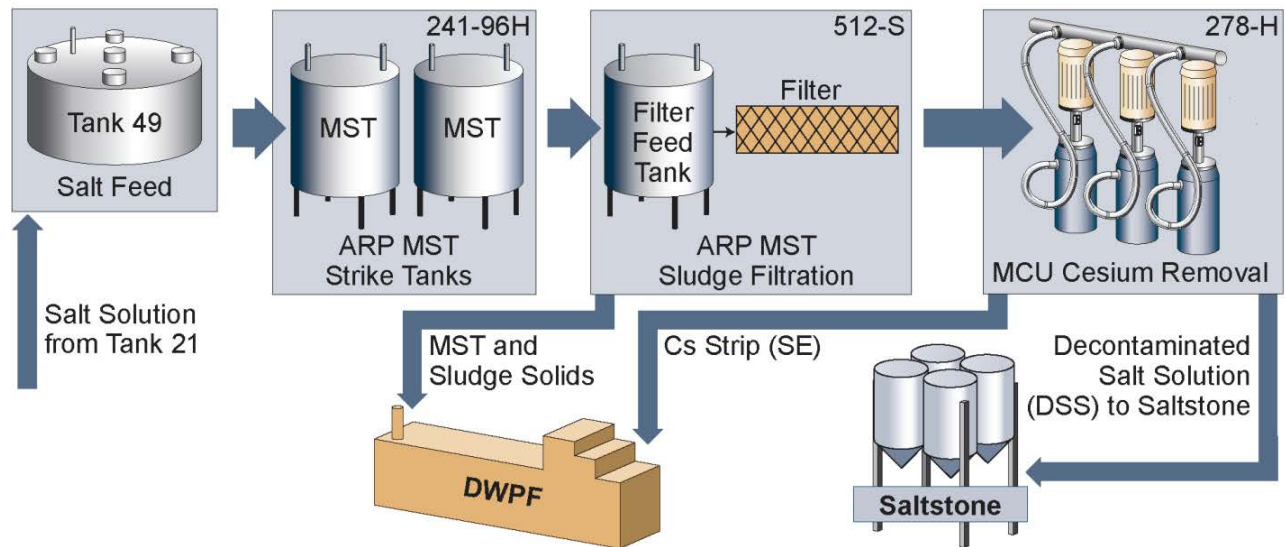 Tank 49
Salt Feed
241-96H
MST
MST
ARP MST
Strike Tanks
512-S
Filter
Feed
Tank
Filter
ARP MST
Sludge Filtration
278-H
MCU Cesium Removal
Salt Solution
from Tank 21
MST and
Sludge Solids
Cs Strip (SE)
Decontaminated
Salt Solution
(DSS) to Saltstone
DWPF
Saltstone